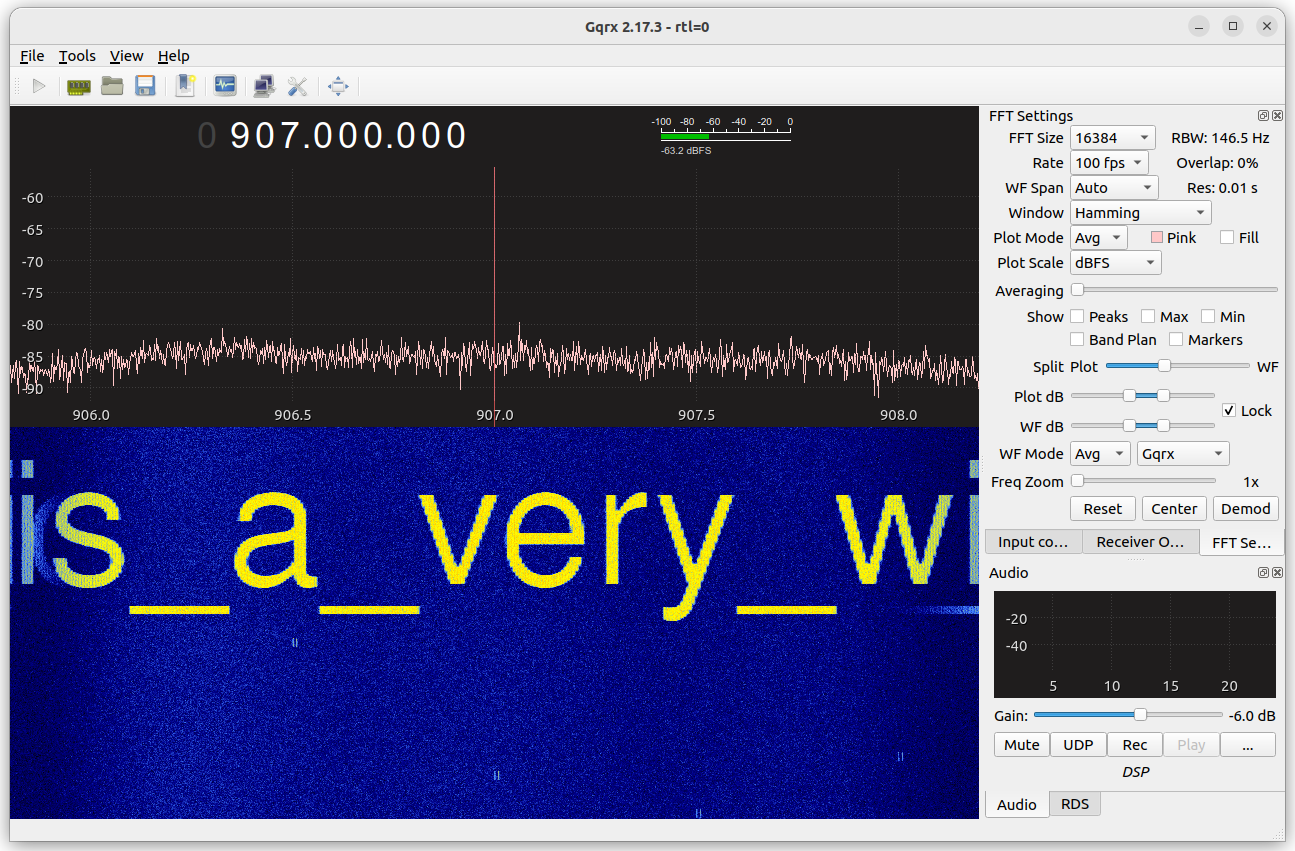 Gqrx 2.17.3 - rtl=0
File Tools View Help
0 907.000.000
-100 -80 -60 -40 -20 0
-63.2 dBFS
-60
-65
-70
-75
-80
-85
-90
906.0 906.5 907.0 907.5 908.0
is_a_very_wi
FFT Settings
FFT Size 16384 RBW: 146.5 Hz
Rate 100 fps Overlap: 0%
WF Span Auto Res: 0.01 s
Window Hamming
Plot Mode Avg Pink Fill
Plot Scale dBFS
Averaging
Show Peaks Max Min
Band Plan Markers
Split Plot WF
Plot dB
Lock
WF dB
WF Mode Avg Gqrx
Freq Zoom 1x
Reset Center Demod
Input co... Receiver O... FFT Se...
Audio
-20
-40
5 10 15 20
Gain: -6.0 dB
Mute UDP Rec Play ...
DSP
Audio RDS